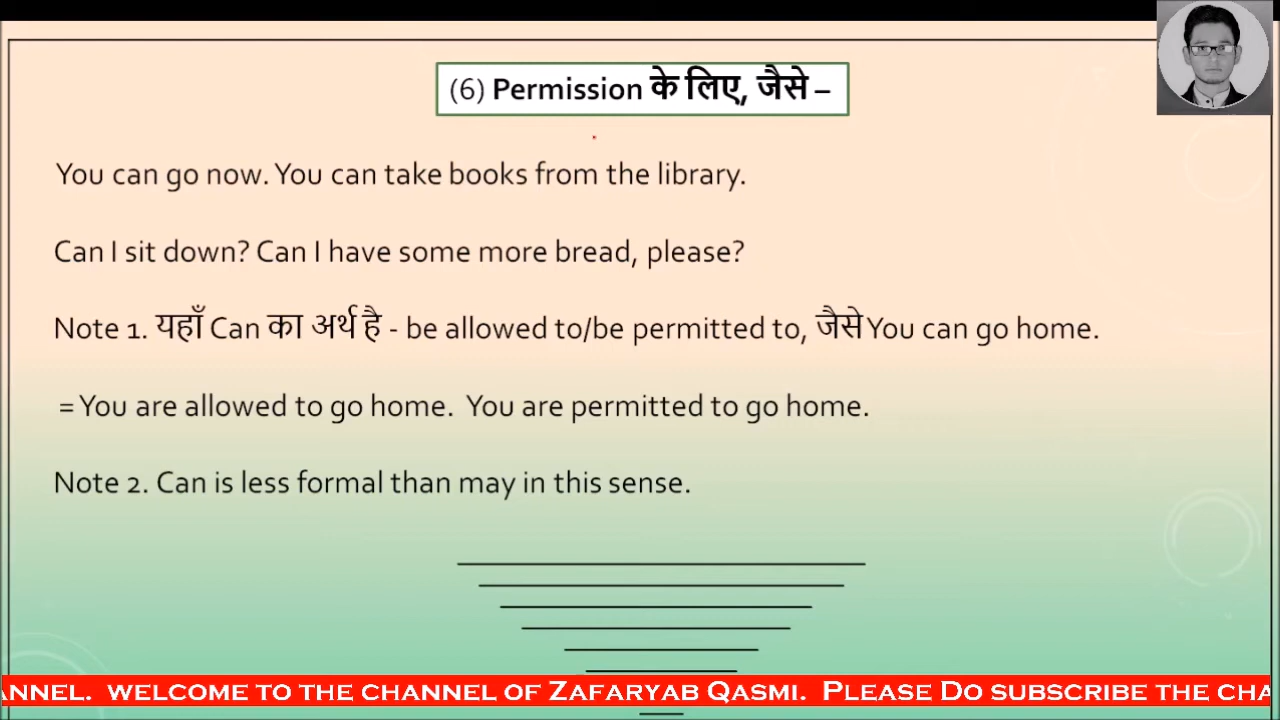 (6) Permission के लिए, जैसे –
You can go now. You can take books from the library.
Can I sit down? Can I have some more bread, please?
Note 1. यहाँ Can का अर्थ है - be allowed to/be permitted to, जैसे You can go home.
= You are allowed to go home. You are permitted to go home.
Note 2. Can is less formal than may in this sense.
ANNEL. WELCOME TO THE CHANNEL OF ZAFARYAB QASMI. PLEASE DO SUBSCRIBE THE CHA